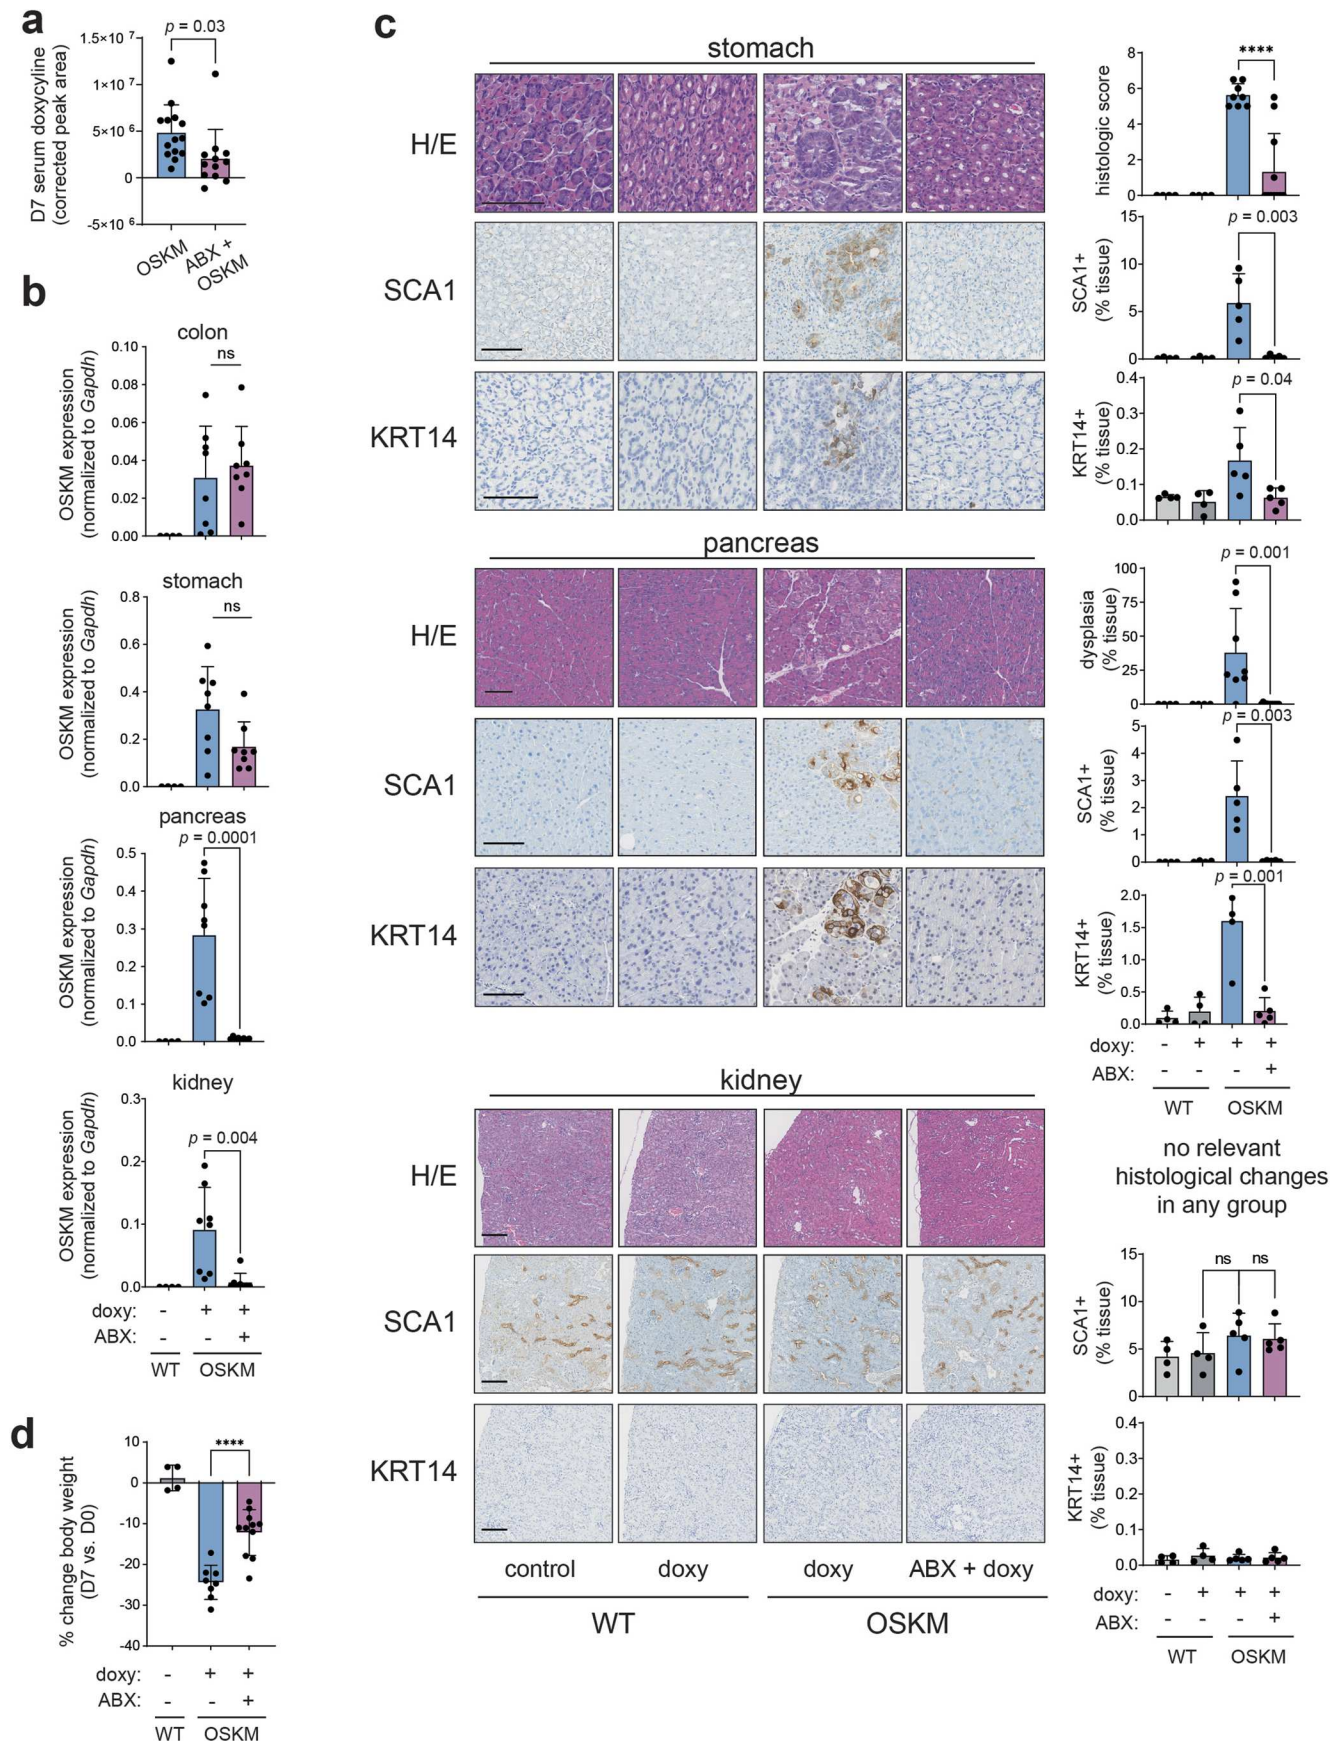 a
p = 0.03
D7 serum doxycyline
(corrected peak area)
1.5×10 7
1×10 7
5×10 6
0
-5×10 6
OSKM
ABX +
OSKM
b
colon
ns
OSKM expression
(normalized to Gapdh)
0.10
0.08
0.06
0.04
0.02
0.00
stomach
ns
OSKM expression
(normalized to Gapdh)
0.8
0.6
0.4
0.2
0.0
pancreas
p = 0.0001
OSKM expression
(normalized to Gapdh)
0.5
0.4
0.3
0.2
0.1
0.0
kidney
p = 0.004
OSKM expression
(normalized to Gapdh)
0.3
0.2
0.1
0.0
doxy: - + +
ABX: - - +
WT OSKM
d
****
% change body weight
(D7 vs. D0)
10
0
-10
-20
-30
-40
doxy: - + +
ABX: - - +
WT OSKM
c
stomach
H/E
SCA1
KRT14
****
histologic score
8
6
4
2
0
p = 0.003
SCA1+
(% tissue)
15
10
5
0
p = 0.04
KRT14+
(% tissue)
0.4
0.3
0.2
0.1
0.0
pancreas
H/E
SCA1
KRT14
p = 0.001
dysplasia
(% tissue)
100
75
50
25
0
p = 0.003
SCA1+
(% tissue)
5
4
3
2
1
0
p = 0.001
KRT14+
(% tissue)
2.0
1.5
1.0
0.5
0.0
doxy: - + + +
ABX: - - +
WT OSKM
kidney
H/E
SCA1
KRT14
control doxy doxy ABX + doxy
WT OSKM
no relevant
histological changes
in any group
ns ns
SCA1+
(% tissue)
15
10
5
0
KRT14+
(% tissue)
0.4
0.3
0.2
0.1
0.0
doxy: - + + +
ABX: - - - +
WT OSKM